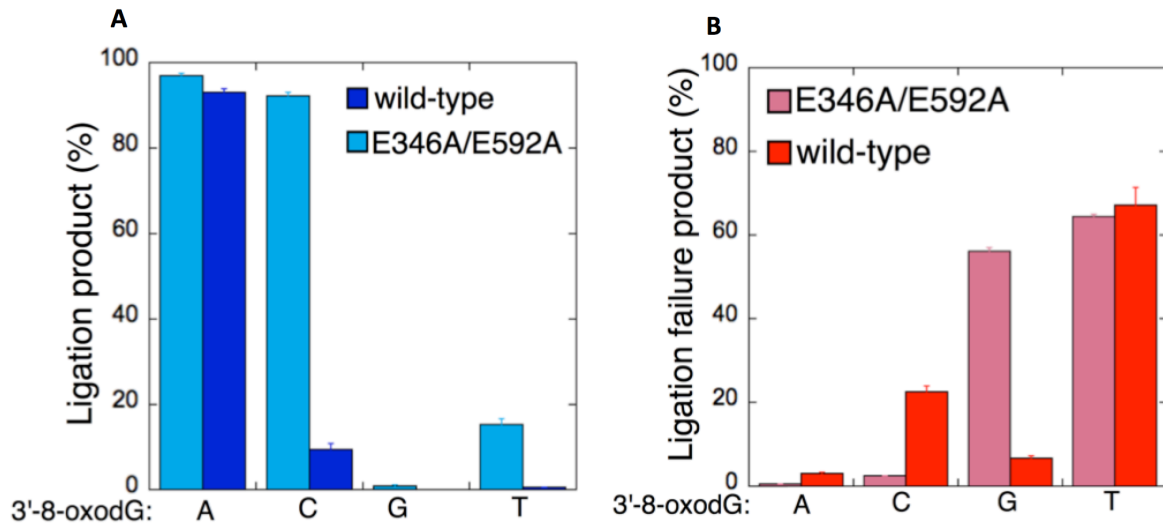 A
Ligation product (%)
100
80
60
40
20
0
wild-type
E346A/E592A
3'-8-oxodG: A C G T
B
Ligation failure product (%)
100
80
60
40
20
0
E346A/E592A
wild-type
3'-8-oxodG: A C G T